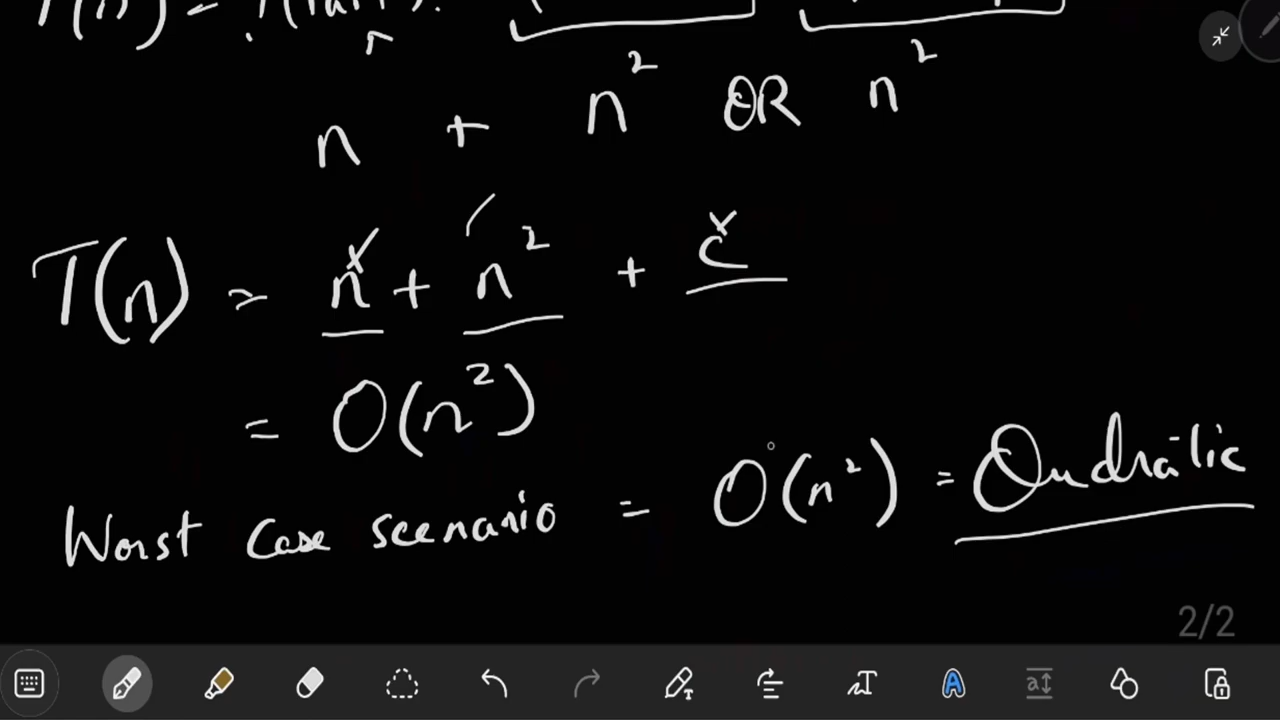 T(n) =
n + n² OR n²
T(n) = n + n² + c
= O(n²)
Worst Case scenario = O(n²) = Qudratic
2/2